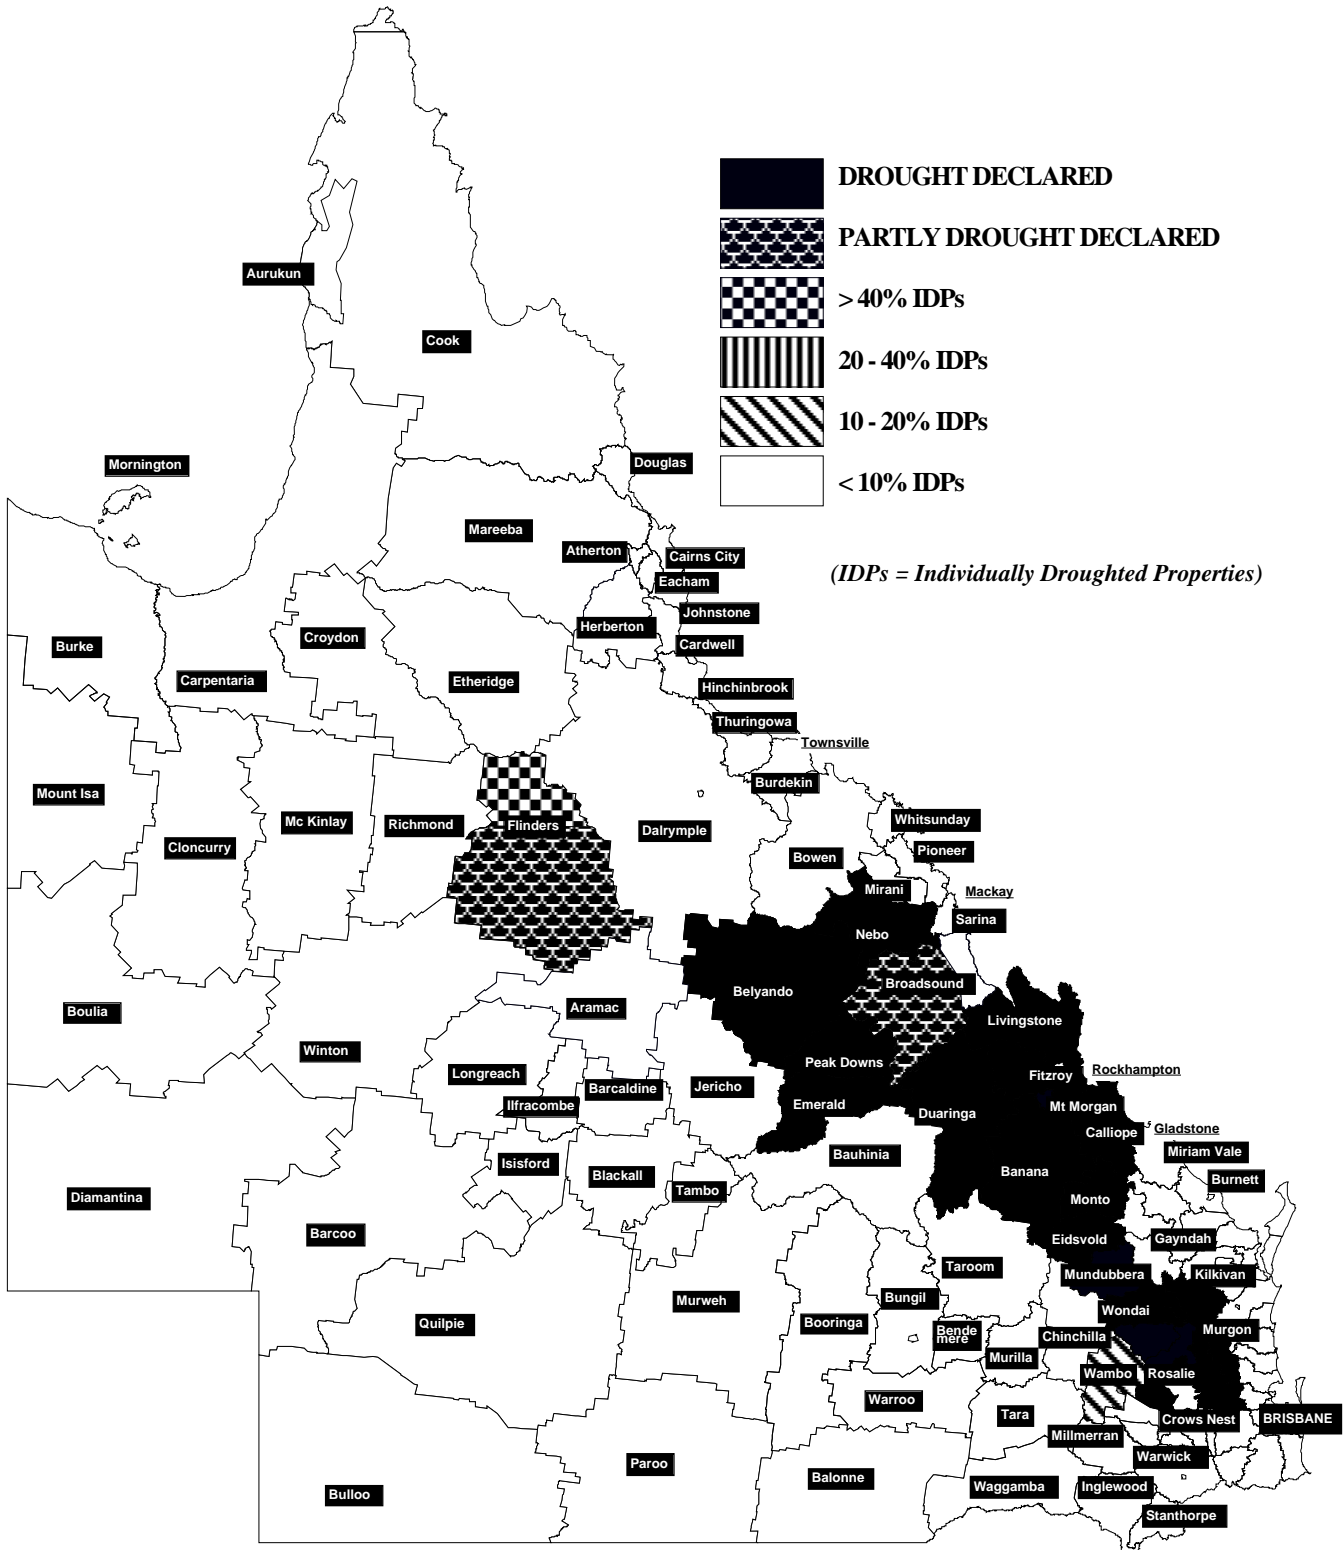 DROUGHT DECLARED
PARTLY DROUGHT DECLARED
> 40% IDPs
20 - 40% IDPs
10 - 20% IDPs
< 10% IDPs
(IDPs = Individually Droughted Properties)
Aurukun
Cook
Mornington
Douglas
Mareeba
Atherton
Cairns City
Eacham
Johnstone
Herberton
Croydon
Cardwell
Burke
Carpentaria
Etheridge
Hinchinbrook
Thuringowa
Townsville
Burdekin
Mount Isa
Mc Kinlay
Richmond
Flinders
Dalrymple
Whitsunday
Cloncurry
Pioneer
Bowen
Mirani
Mackay
Sarina
Nebo
Broadsound
Belyando
Boulia
Aramac
Livingstone
Winton
Peak Downs
Longreach
Fitzroy
Rockhampton
Barcaldine
Jericho
Ilfracombe
Emerald
Mt Morgan
Duaringa
Calliope
Gladstone
Miriam Vale
Bauhinia
Isisford
Banana
Blackall
Burnett
Tambo
Diamantina
Monto
Barcoo
Eidsvold
Gayndah
Taroom
Mundubbera
Kilkivan
Murweh
Bungil
Wondai
Quilpie
Booringa
Bende
mere
Chinchilla
Murgon
Murilla
Wambo
Rosalie
Warroo
Tara
Crows Nest
BRISBANE
Millmerran
Warwick
Paroo
Balonne
Waggamba
Inglewood
Bulloo
Stanthorpe